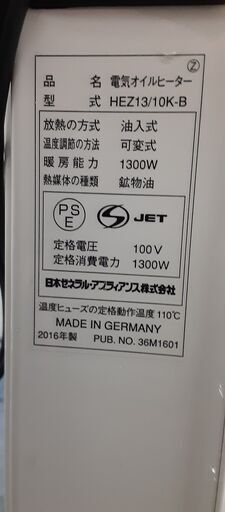 Ⓩ
品 名 電気オイルヒーター
型 式 HEZ13/10K-B
放熱の方式 油入式
温度調節の方法 可変式
暖房能力 1300W
熱媒体の種類 鉱物油
PS E JET
定格電圧 100V
定格消費電力 1300W
日本ゼネラル・アプラィアンス株式会社
温度ヒューズの定格動作温度110℃
MADE IN GERMANY
2016年製 PUB. NO. 36M1601